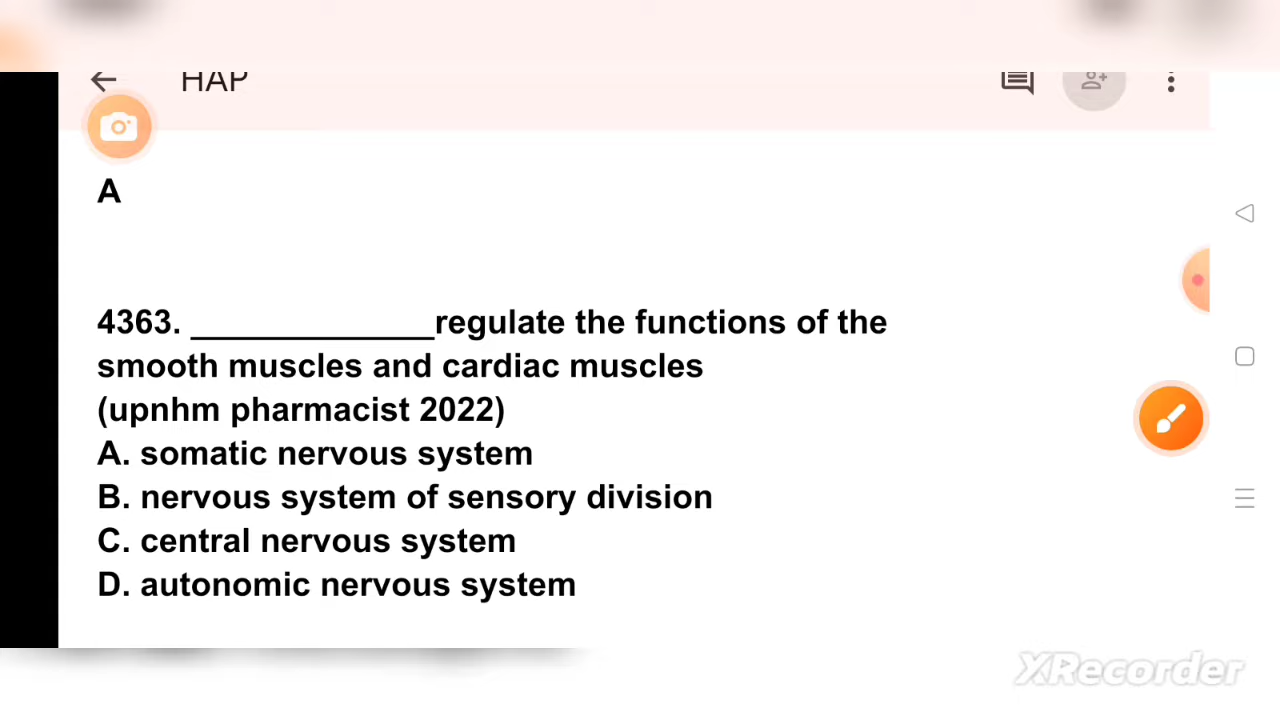 HAP
A
4363. _____________regulate the functions of the
smooth muscles and cardiac muscles
(upnhm pharmacist 2022)
A. somatic nervous system
B. nervous system of sensory division
C. central nervous system
D. autonomic nervous system
XRecorder